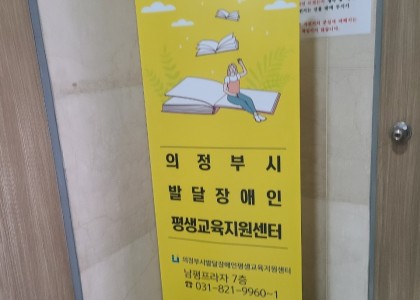 의정부시
발달장애인
평생교육지원센터
의정부시발달장애인평생교육지원센터
남평프라자 7층
☎ 031-821-9960~1